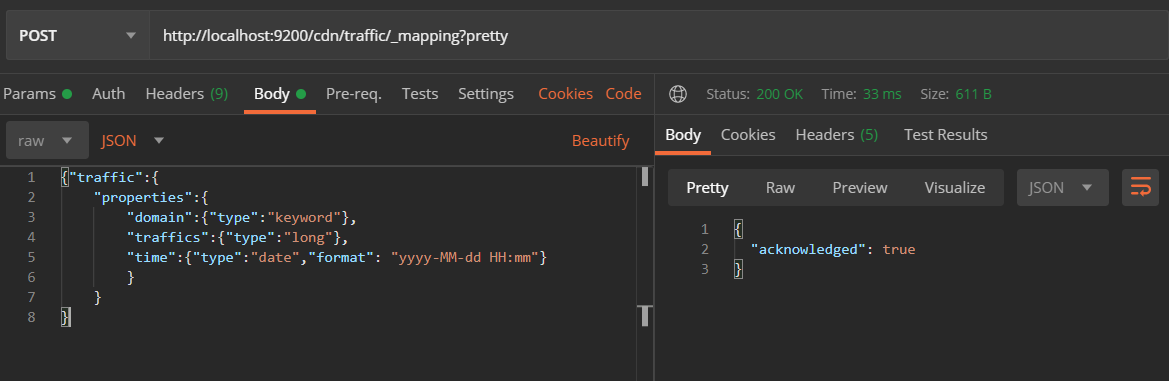 POST http://localhost:9200/cdn/traffic/_mapping?pretty
Params Auth Headers (9) Body Pre-req. Tests Settings Cookies Code
raw JSON Beautify
1 {"traffic":{
2 "properties":{
3 "domain":{"type":"keyword"},
4 "traffics":{"type":"long"},
5 "time":{"type":"date","format": "yyyy-MM-dd HH:mm"}
6 }
7 }
8 }
Status: 200 OK Time: 33 ms Size: 611 B
Body Cookies Headers (5) Test Results
Pretty Raw Preview Visualize JSON
1 {
2 "acknowledged": true
3 }